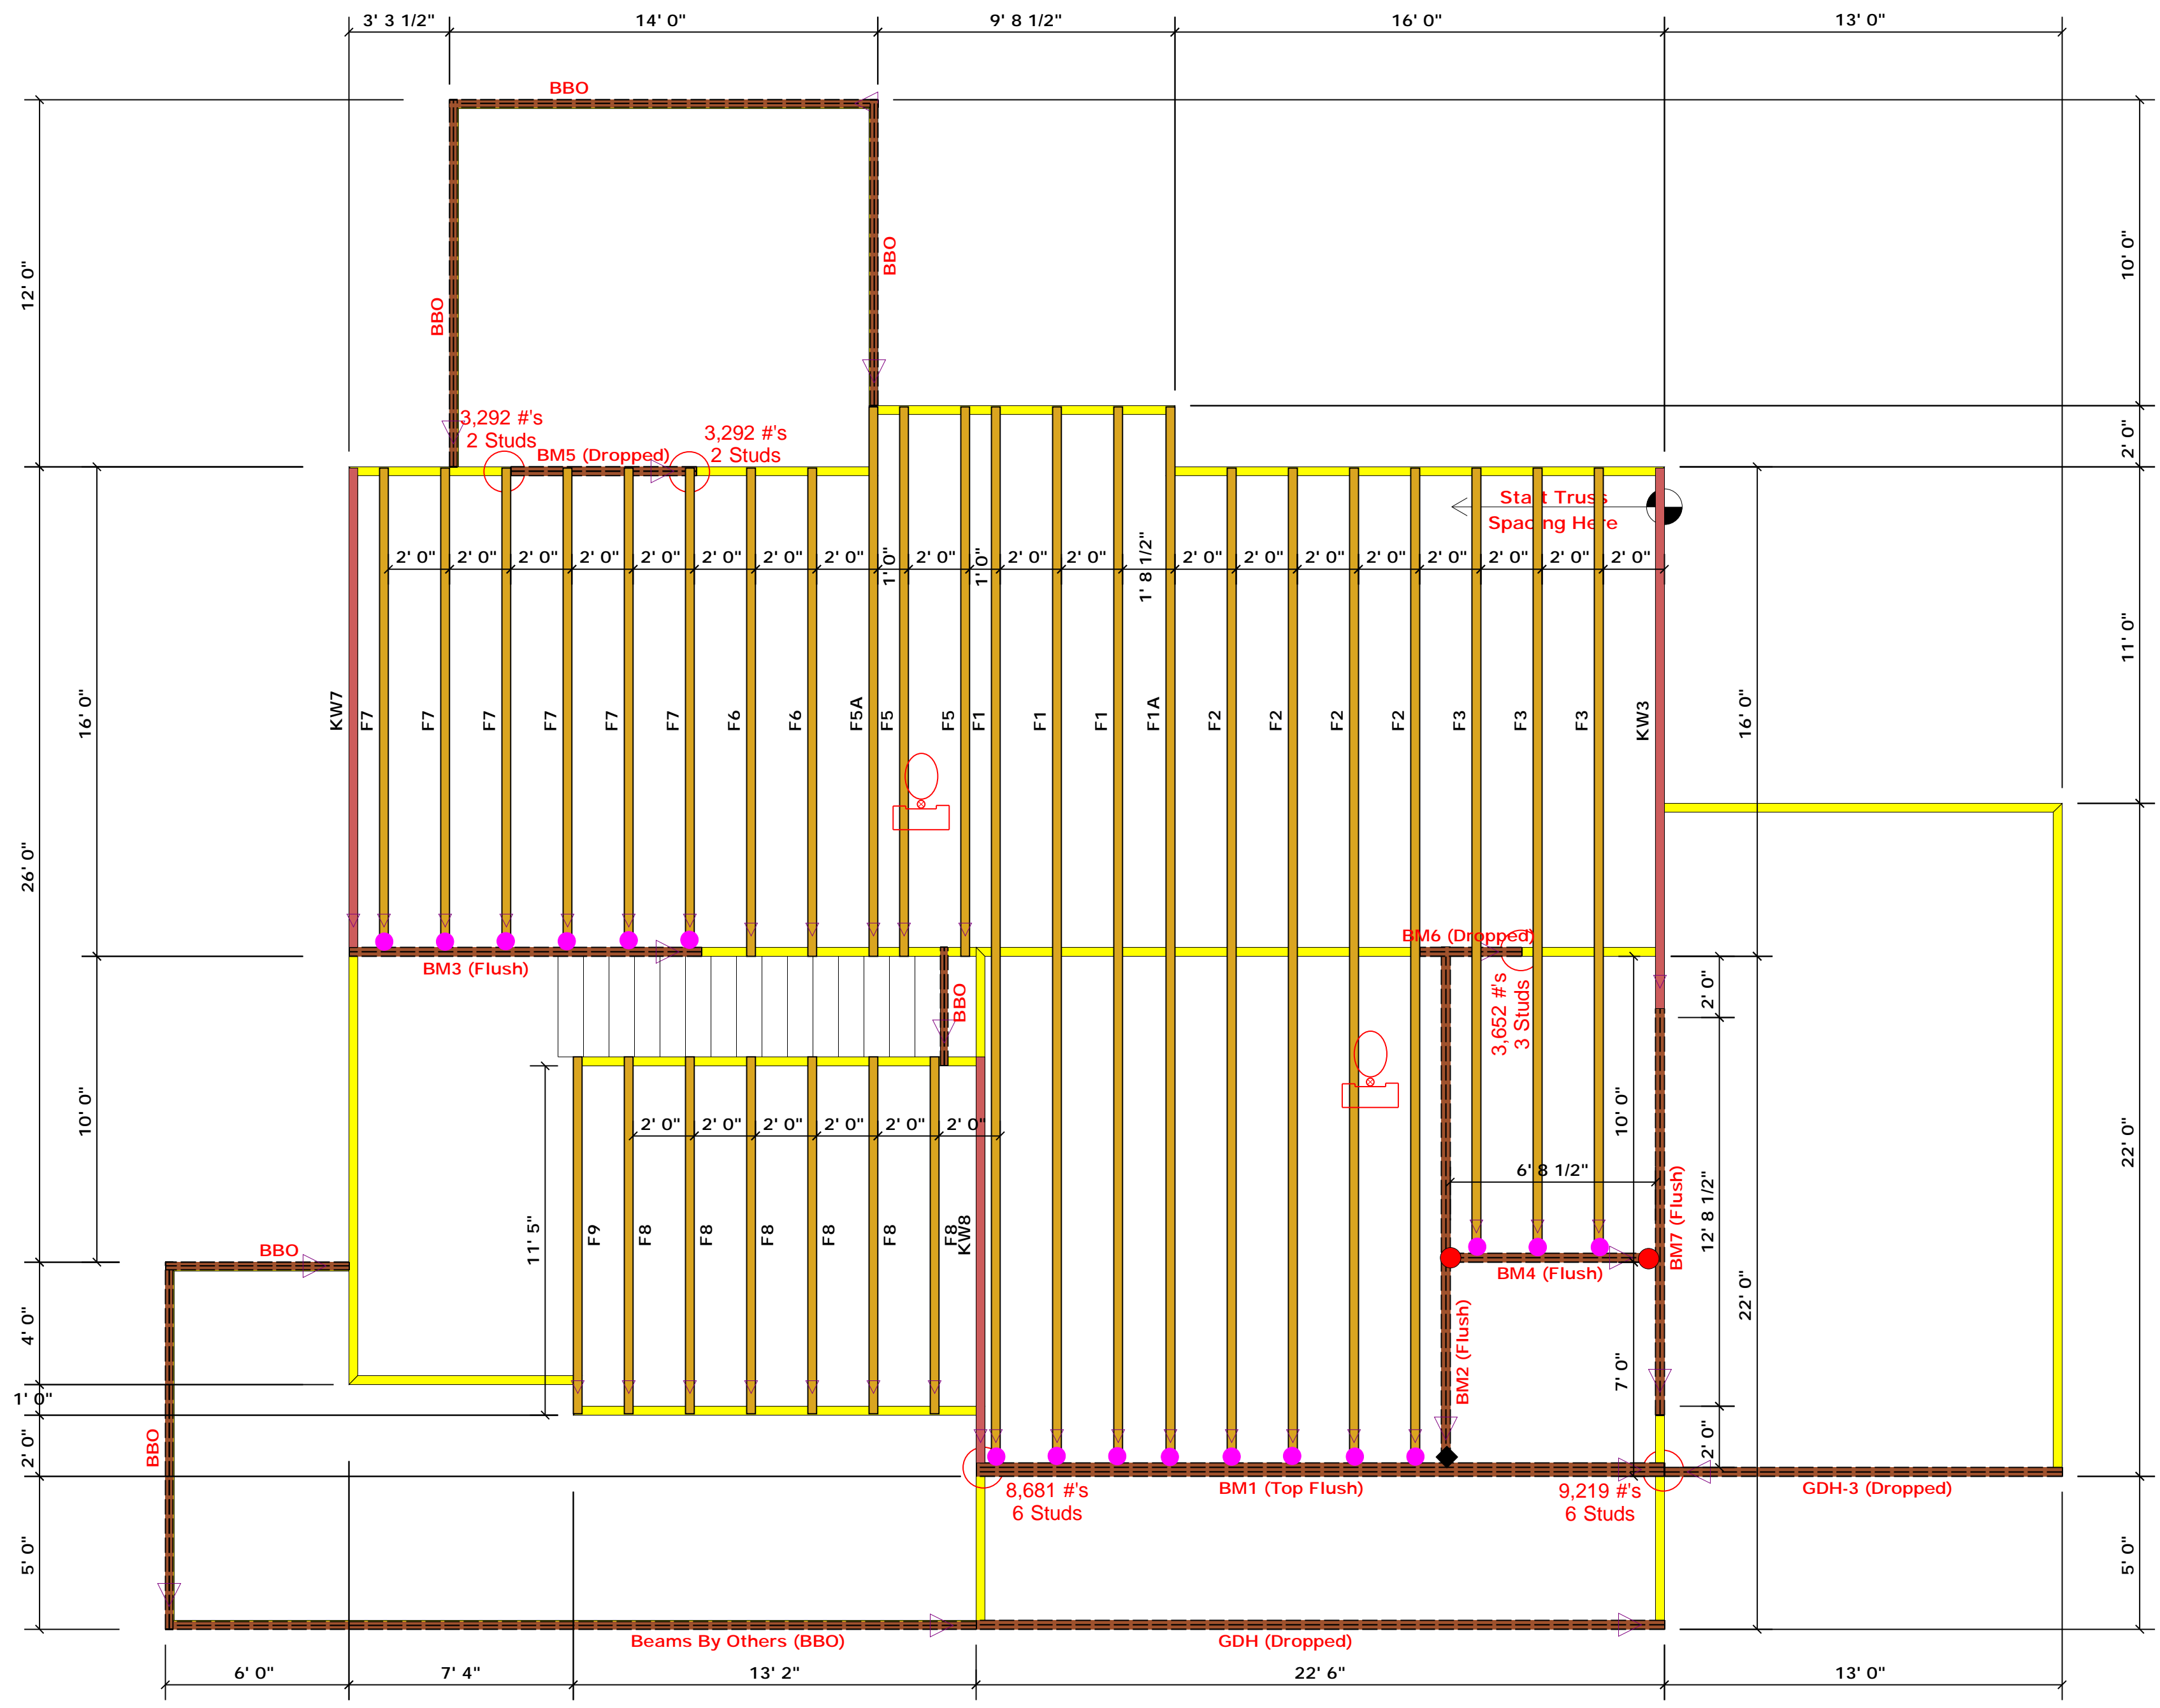 3' 3 1/2"
14' 0"
9' 8 1/2"
16' 0"
13' 0"
BBO
BBO
BBO
12' 0"
10' 0"
2' 0"
3,292 #'s
2 Studs
BM5 (Dropped)
3,292 #'s
2 Studs
Start Truss
Spacing Here
2' 0"
2' 0"
2' 0"
2' 0"
2' 0"
2' 0"
2' 0"
2' 0"
1' 0"
2' 0"
1' 0"
2' 0"
2' 0"
1' 8 1/2"
2' 0"
2' 0"
2' 0"
2' 0"
2' 0"
2' 0"
2' 0"
2' 0"
16' 0"
26' 0"
KW7
F7
F7
F7
F7
F7
F7
F6
F6
F5A
F5
F5
F1
F1
F1
F1A
F2
F2
F2
F2
F3
F3
F3
KW3
16' 0"
11' 0"
BM3 (Flush)
BM6 (Dropped)
BBO
3,652 #'s
3 Studs
2' 0"
10' 0"
10' 0"
2' 0"
2' 0"
2' 0"
2' 0"
2' 0"
2' 0"
6' 8 1/2"
22' 0"
11' 5"
F9
F8
F8
F8
F8
F8
F8
KW8
BM7 (Flush)
12' 8 1/2"
22' 0"
BBO
BM4 (Flush)
BM2 (Flush)
4' 0"
7' 0"
1' 0"
2' 0"
BBO
2' 0"
8,681 #'s
6 Studs
BM1 (Top Flush)
9,219 #'s
6 Studs
GDH-3 (Dropped)
5' 0"
5' 0"
Beams By Others (BBO)
GDH (Dropped)
6' 0"
7' 4"
13' 2"
22' 6"
13' 0"